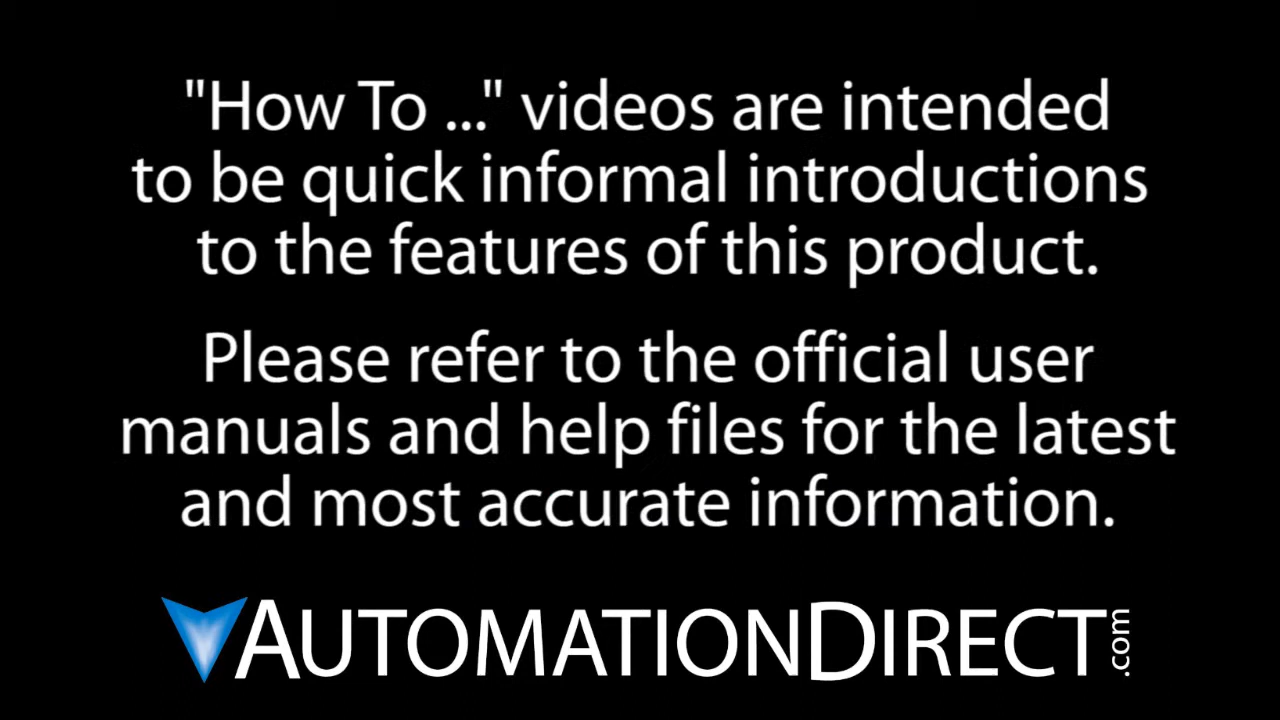 "How To ..." videos are intended
to be quick informal introductions
to the features of this product.
Please refer to the official user
manuals and help files for the latest
and most accurate information.
AUTOMATIONDIRECT.com